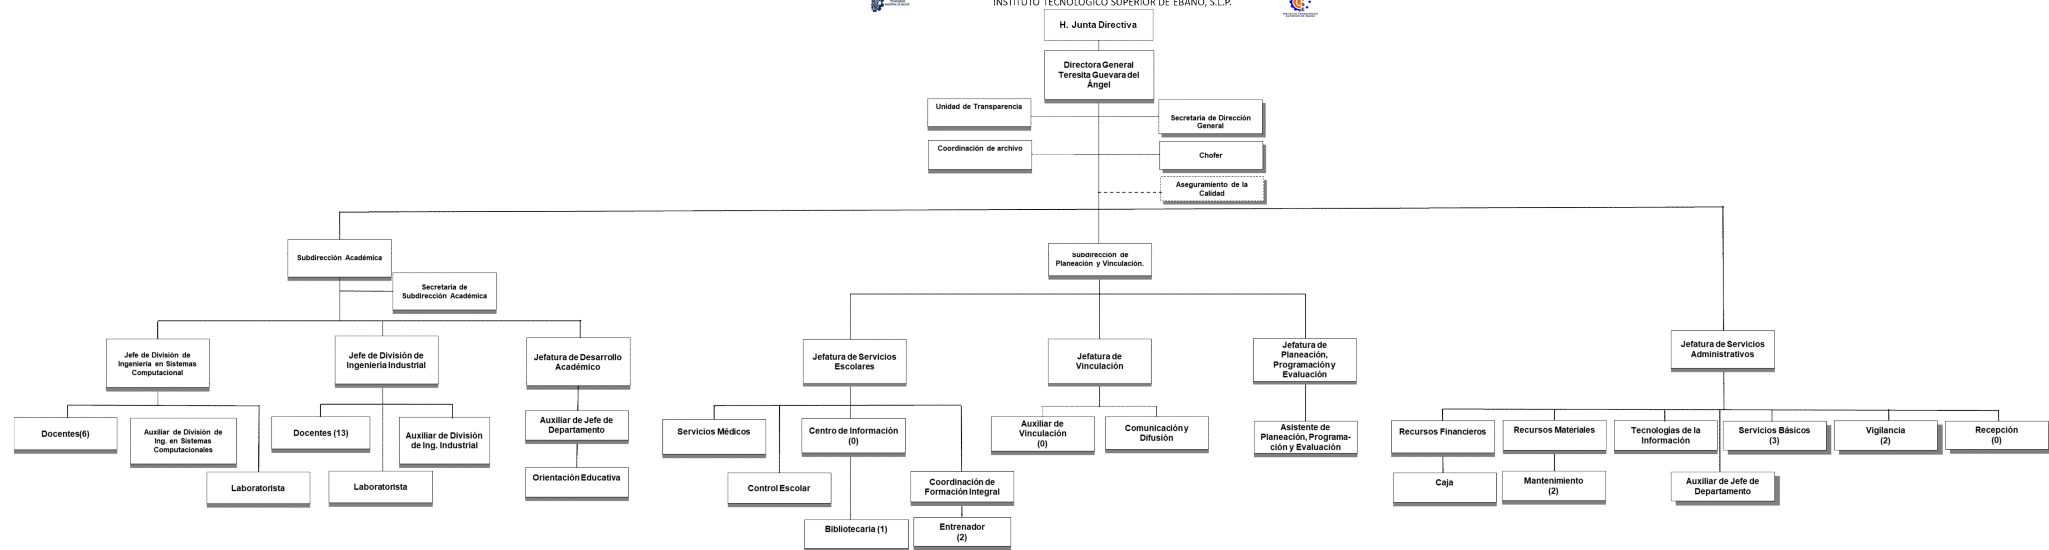 INSTITUTO TECNOLÓGICO SUPERIOR DE EBANO, S.L.P.
H. Junta Directiva
Directora General
Teresita Guevara del
Ángel
Unidad de Transparencia
Secretaria de Dirección
General
Coordinación de archivo
Chofer
Aseguramiento de la
Calidad
Subdirección Académica
Secretaria de
Subdirección Académica
Subdirección de
Planeación y Vinculación.
Jefe de División de
Ingeniería en Sistemas
Computacional
Jefe de División de
Ingeniería Industrial
Jefatura de Desarrollo
Académico
Jefatura de Servicios
Escolares
Jefatura de
Vinculación
Jefatura de
Planeación,
Programación y
Evaluación
Jefatura de Servicios
Administrativos
Docentes(6)
Auxiliar de División de
Ing. en Sistemas
Computacionales
Laboratorista
Docentes (13)
Auxiliar de División
de Ing. Industrial
Laboratorista
Auxiliar de Jefe de
Departamento
Orientación Educativa
Servicios Médicos
Control Escolar
Centro de Información
(0)
Bibliotecaria (1)
Coordinación de
Formación Integral
Entrenador
(2)
Auxiliar de
Vinculación
(0)
Comunicación y
Difusión
Asistente de
Planeación, Programa-
ción y Evaluación
Recursos Financieros
Caja
Recursos Materiales
Mantenimiento
(2)
Tecnologías de la
Información
Auxiliar de Jefe de
Departamento
Servicios Básicos
(3)
Vigilancia
(2)
Recepción
(0)